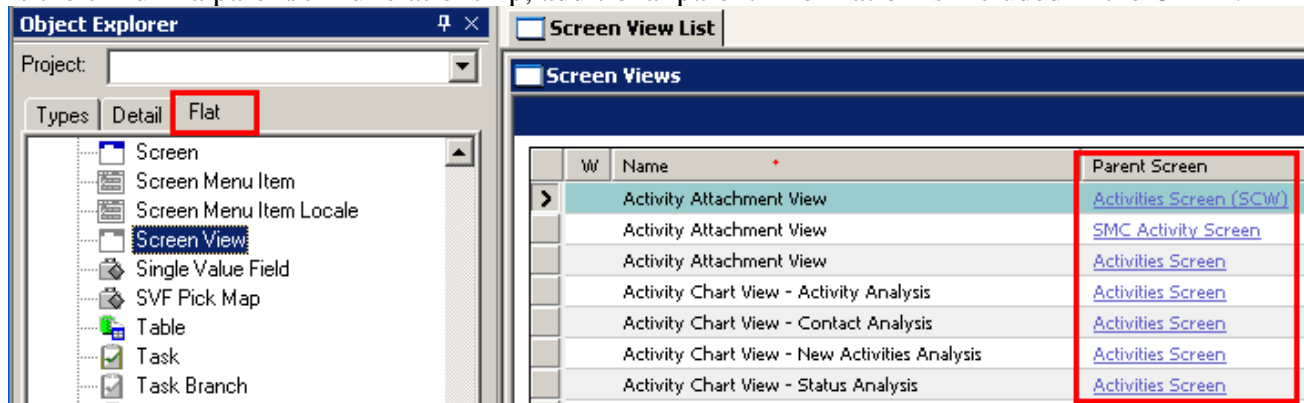 Object Explorer
Project:
Types Detail Flat
Screen
Screen Menu Item
Screen Menu Item Locale
Screen View
Single Value Field
SVF Pick Map
Table
Task
Task Branch
Screen View List
Screen Views
W Name * Parent Screen
Activity Attachment View Activities Screen (SCW)
Activity Attachment View SMC Activity Screen
Activity Attachment View Activities Screen
Activity Chart View - Activity Analysis Activities Screen
Activity Chart View - Contact Analysis Activities Screen
Activity Chart View - New Activities Analysis Activities Screen
Activity Chart View - Status Analysis Activities Screen